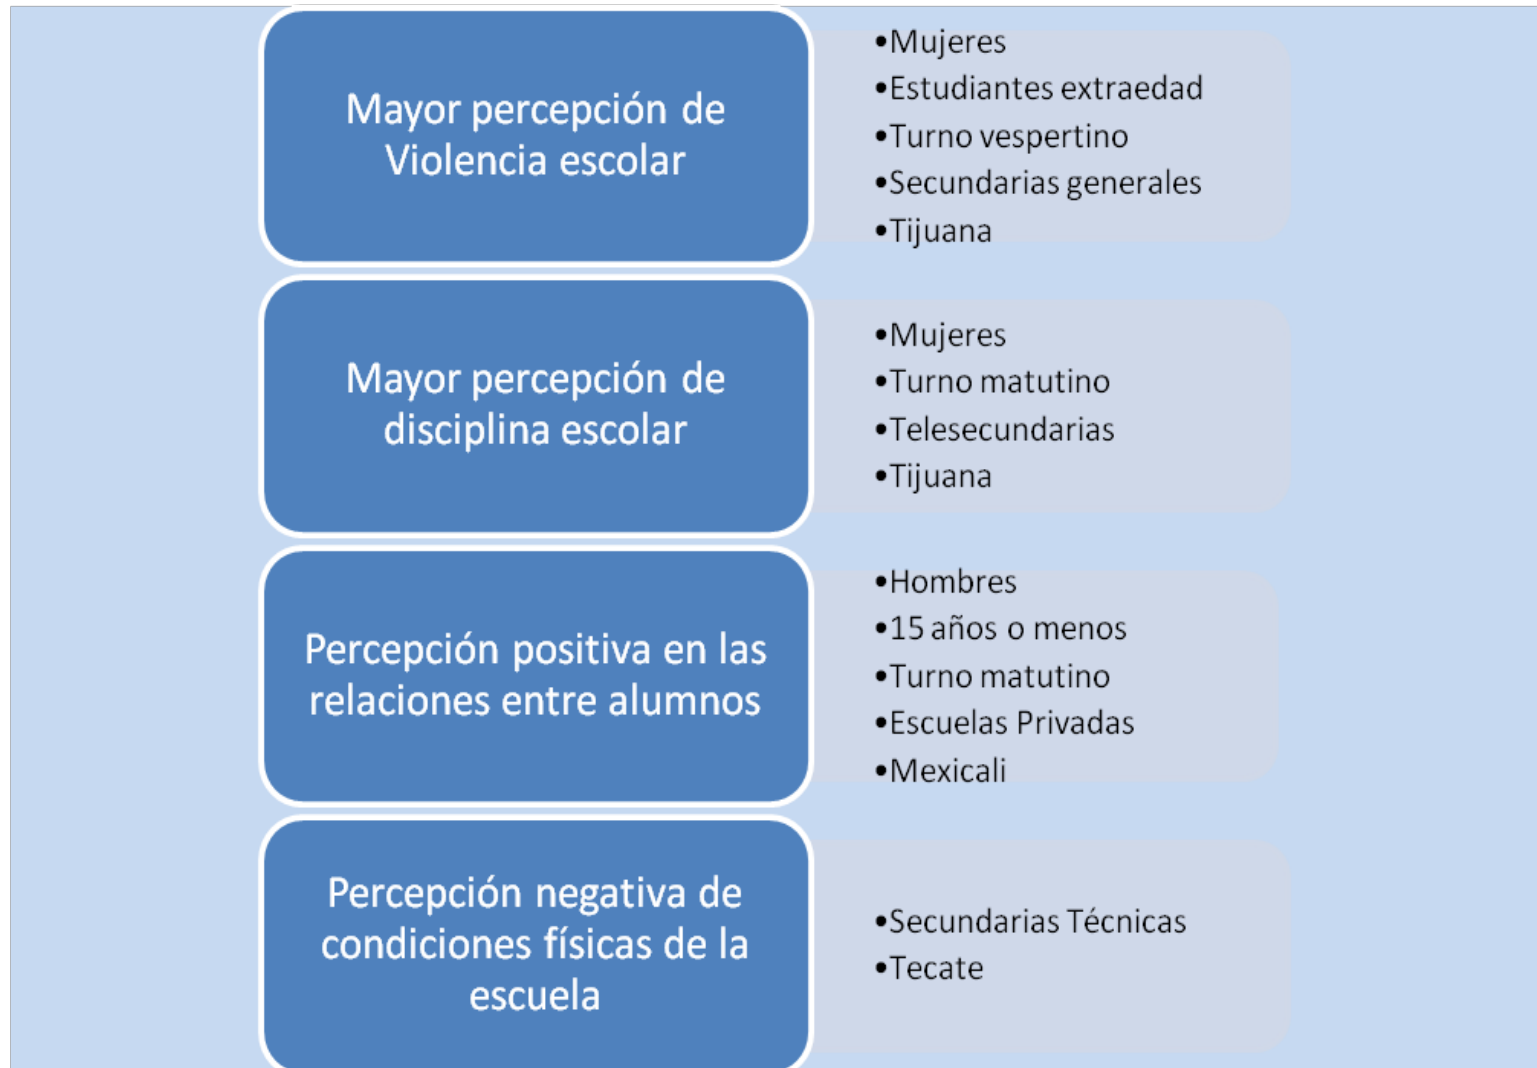 Mayor percepción de
Violencia escolar
•Mujeres
•Estudiantes extraedad
•Turno vespertino
•Secundarias generales
•Tijuana
Mayor percepción de
disciplina escolar
•Mujeres
•Turno matutino
•Telesecundarias
•Tijuana
Percepción positiva en las
relaciones entre alumnos
•Hombres
•15 años o menos
•Turno matutino
•Escuelas Privadas
•Mexicali
Percepción negativa de
condiciones físicas de la
escuela
•Secundarias Técnicas
•Tecate